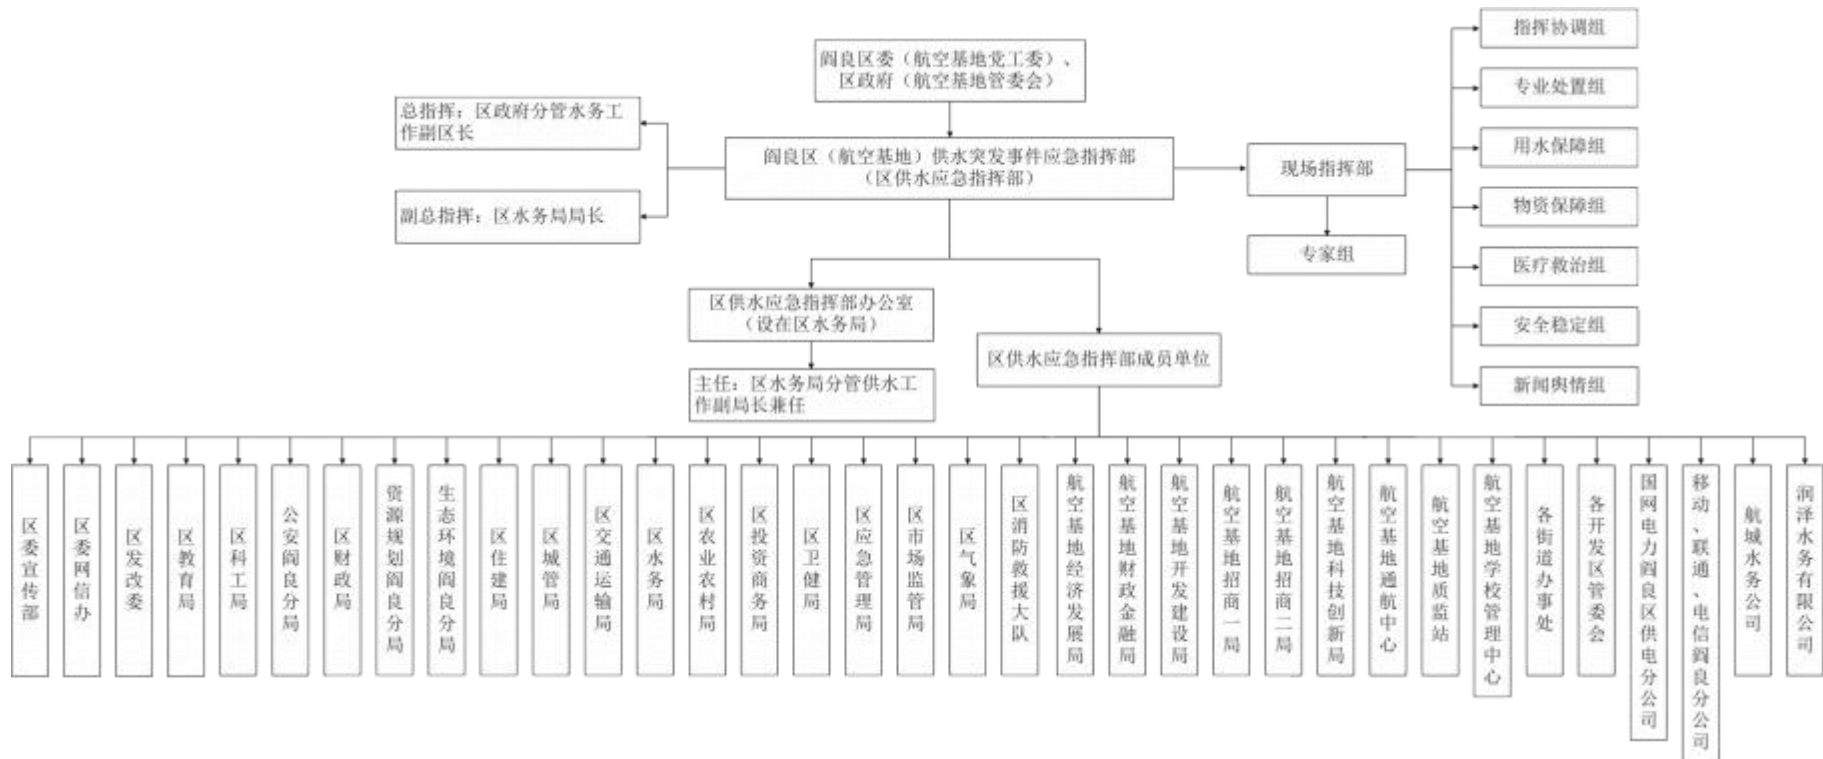 阎良区委（航空基地党工委）、
区政府（航空基地管委会）
总指挥：区政府分管水务工
作副区长
副总指挥：区水务局局长
阎良区（航空基地）供水突发事件应急指挥部
（区供水应急指挥部）
现场指挥部
专家组
指挥协调组
专业处置组
用水保障组
物资保障组
医疗救治组
安全稳定组
新闻舆情组
区供水应急指挥部办公室
（设在区水务局）
主任：区水务局分管供水工
作副局长兼任
区供水应急指挥部成员单位
区委宣传部
区委网信办
区发改委
区教育局
区科工局
公安阎良分局
区财政局
资源规划阎良分局
生态环境阎良分局
区住建局
区城管局
区交通运输局
区水务局
区农业农村局
区投资商务局
区卫健局
区应急管理局
区市场监管局
区气象局
区消防救援大队
航空基地经济发展局
航空基地财政金融局
航空基地开发建设局
航空基地招商一局
航空基地招商二局
航空基地科技创新局
航空基地通航中心
航空基地质监站
航空基地学校管理中心
各街道办事处
各开发区管委会
国网电力阎良区供电分公司
移动、联通、电信阎良分公司
航城水务公司
润泽水务有限公司